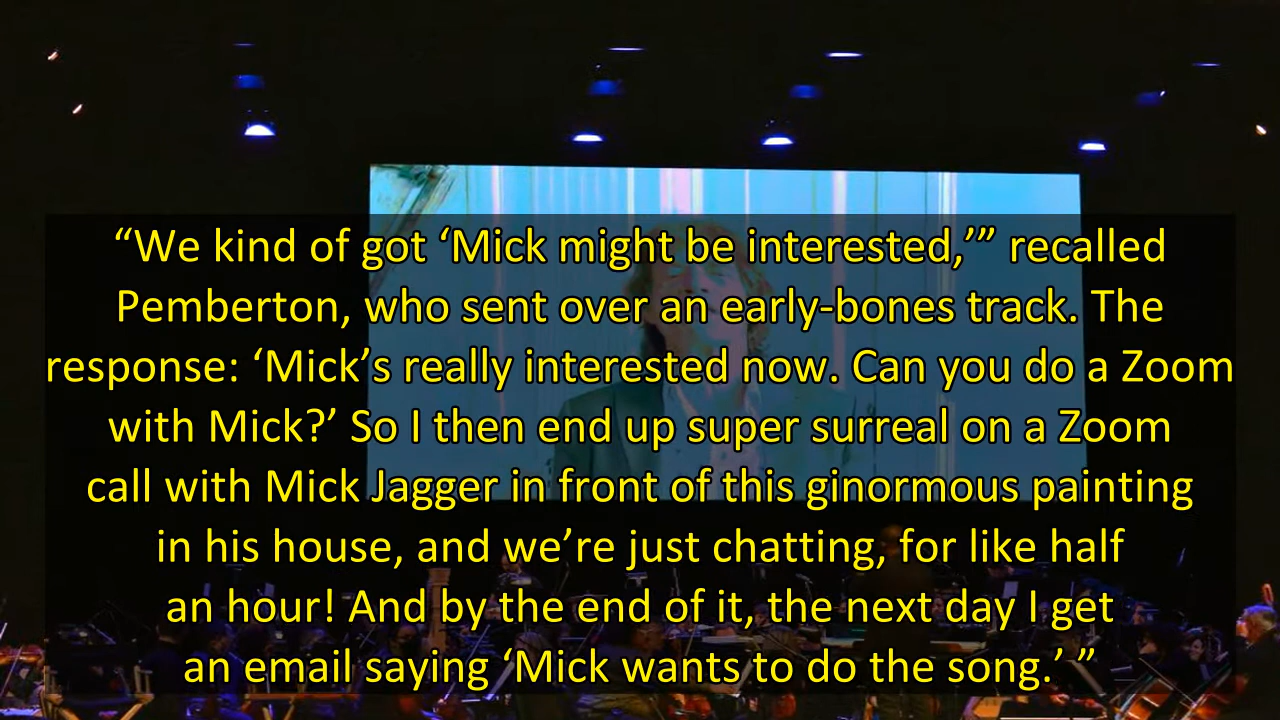 “We kind of got ‘Mick might be interested,’” recalled
Pemberton, who sent over an early-bones track. The
response: ‘Mick’s really interested now. Can you do a Zoom
with Mick?’ So I then end up super surreal on a Zoom
call with Mick Jagger in front of this ginormous painting
in his house, and we’re just chatting, for like half
an hour! And by the end of it, the next day I get
an email saying ‘Mick wants to do the song.’ ”